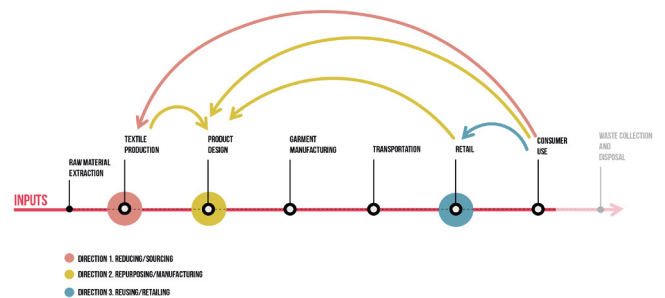 TEXTILE
PRODUCTION
PRODUCT
DESIGN
GARMENT
MANUFACTURING
TRANSPORTATION
RETAIL
CONSUMER
USE
WASTE COLLECTION
AND
DISPOSAL
RAW MATERIAL
EXTRACTION
INPUTS
DIRECTION 1. REDUCING/SOURCING
DIRECTION 2. REPURPOSING/MANUFACTURING
DIRECTION 3. REUSING/RETAILING